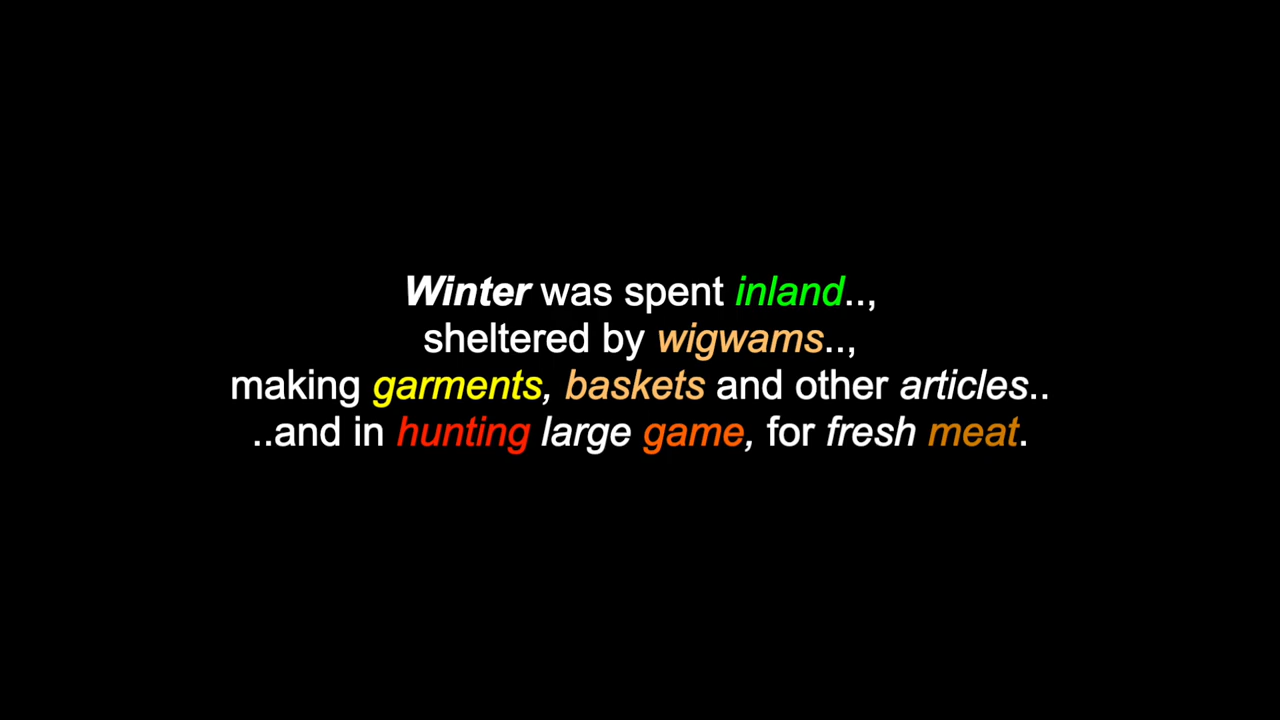 Winter was spent inland..,
sheltered by wigwams..,
making garments, baskets and other articles..
..and in hunting large game, for fresh meat.